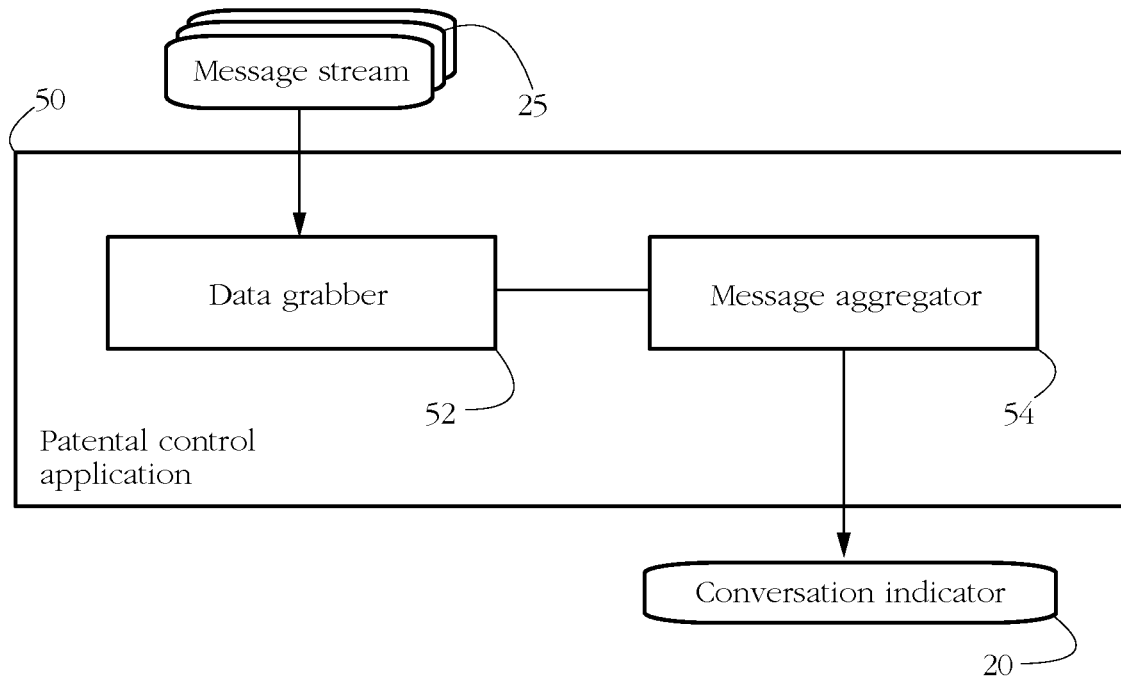 Message stream
25
50
Data grabber
Message aggregator
52
54
Patental control
application
Conversation indicator
20